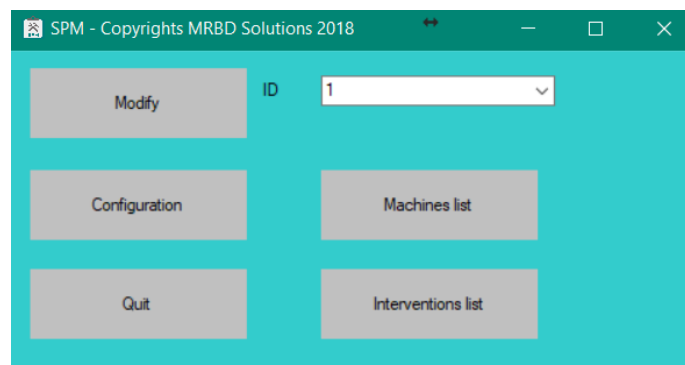 SPM - Copyrights MRBD Solutions 2018
Modify
ID
1
Configuration
Machines list
Quit
Interventions list